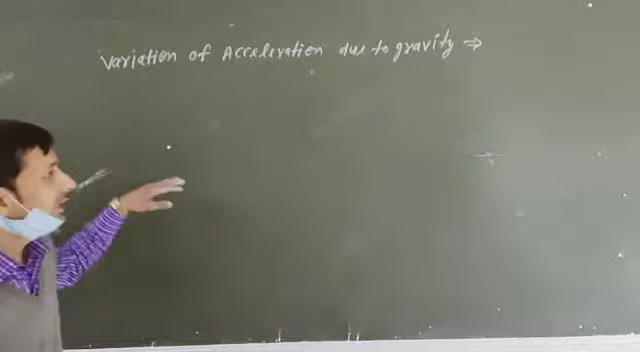 Variation of Acceleration due to gravity ⇒